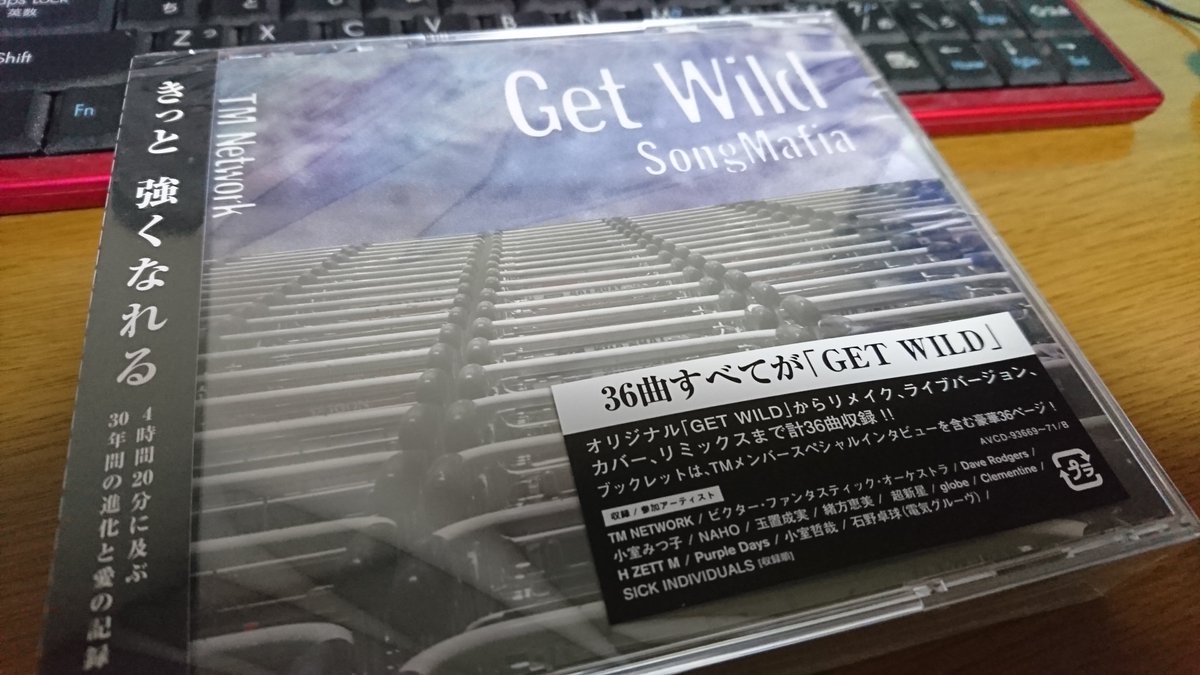 Caps Lock
英数
Shift
Fn
Z っ
X
C
V
Get Wild
SongMafia
TM Network
きっと 強くなれる
4時間20分に及ぶ
30年間の進化と愛の記録
36曲すべてが「GET WILD」
オリジナル「GET WILD」からリメイク、ライブバージョン、
カバー、リミックスまで計36曲収録!!
ブックレットは、TMメンバースペシャルインタビューを含む豪華36ページ!
AVCD-93669~71/B
収録/参加アーティスト
TM NETWORK / ビクター・ファンタスティック・オーケストラ / Dave Rodgers /
小室みつ子 / NAHO / 玉置成実 / 緒方恵美 / 超新星 / globe / Clementine /
H ZETT M / Purple Days / 小室哲哉 / 石野卓球(電気グルーヴ) /
SICK INDIVIDUALS [収録順]
プラ